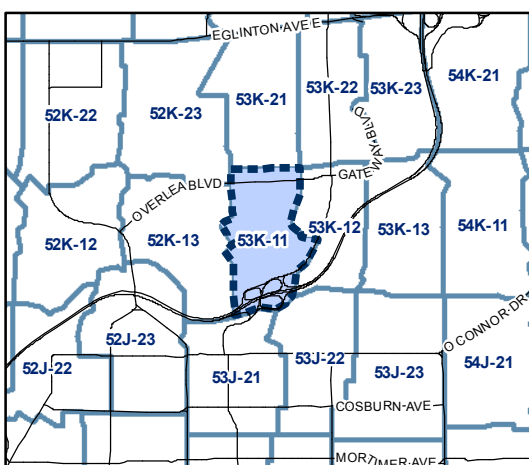 EGLINTON AVE E
52K-22
52K-23
53K-21
53K-22
53K-23
54K-21
GATEWAY BLVD
OVERLEA BLVD
52K-12
52K-13
53K-11
53K-12
53K-13
54K-11
O CONNOR DR
52J-22
52J-23
53J-21
53J-22
53J-23
54J-21
COSBURN AVE
MORTIMER AVE